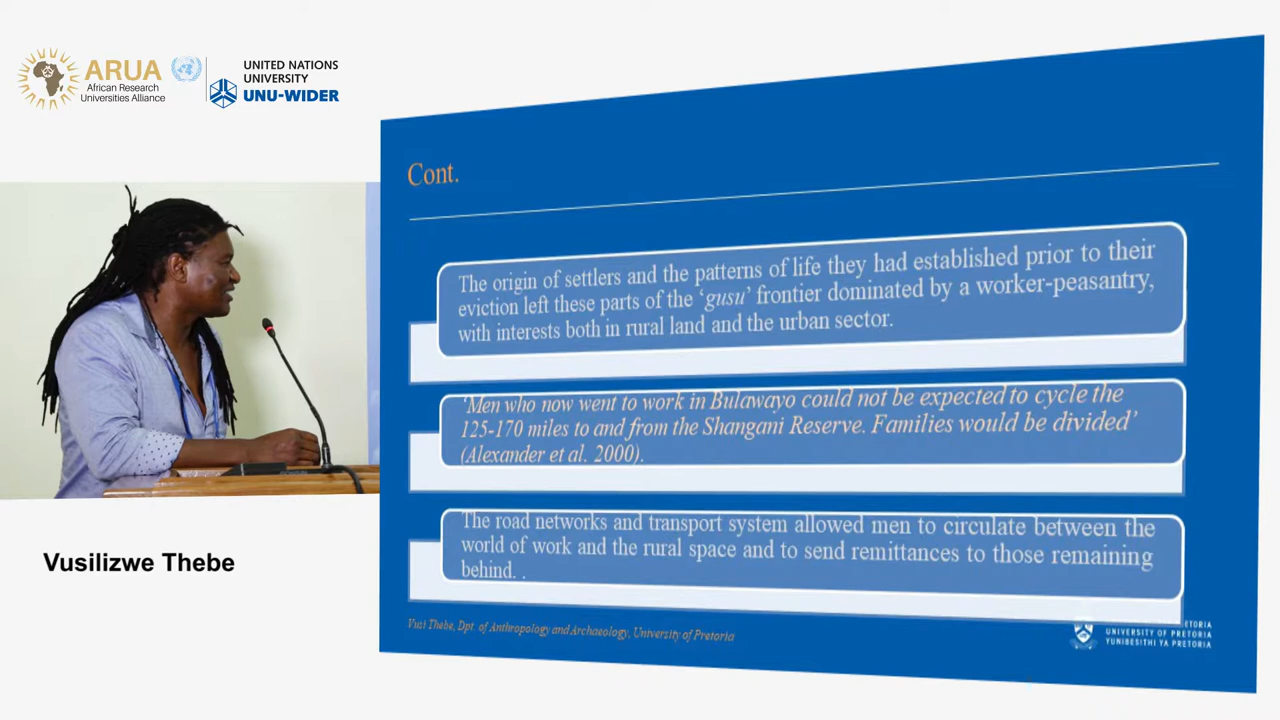 ARUA
African Research
Universities Alliance
UNITED NATIONS
UNIVERSITY
UNU-WIDER
Cont.
The origin of settlers and the patterns of life they had established prior to their
eviction left these parts of the ‘gusu’ frontier dominated by a worker-peasantry,
with interests both in rural land and the urban sector.
‘Men who now went to work in Bulawayo could not be expected to cycle the
125-170 miles to and from the Shangani Reserve. Families would be divided’
(Alexander et al. 2000).
The road networks and transport system allowed men to circulate between the
world of work and the rural space and to send remittances to those remaining
behind. .
Vusi Thebe, Dpt. of Anthropology and Archaeology, University of Pretoria
UNIVERSITY OF PRETORIA
YUNIBESITHI YA PRETORIA
Vusilizwe Thebe